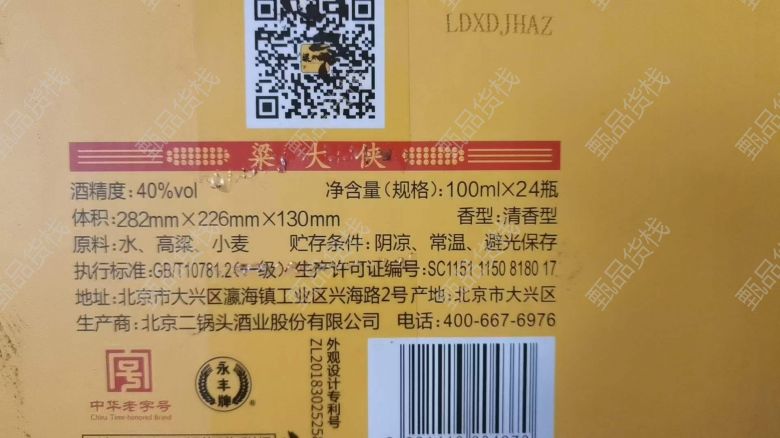 LDXDJHAZ
梁大侠
酒精度:40%vol 净含量(规格):100ml×24瓶
体积:282mm×226mm×130mm 香型:清香型
原料:水、高粱、小麦 贮存条件:阴凉、常温、避光保存
执行标准:GB/T10781.2(一级) 生产许可证编号:SC1151 1150 8180 17
地址:北京市大兴区瀛海镇工业区兴海路2号 产地:北京市大兴区
生产商:北京二锅头酒业股份有限公司 电话:400-667-6976
外观设计专利号
ZL2018302525
中华老字号
China Time-honored Brand
永丰牌
甄品货栈